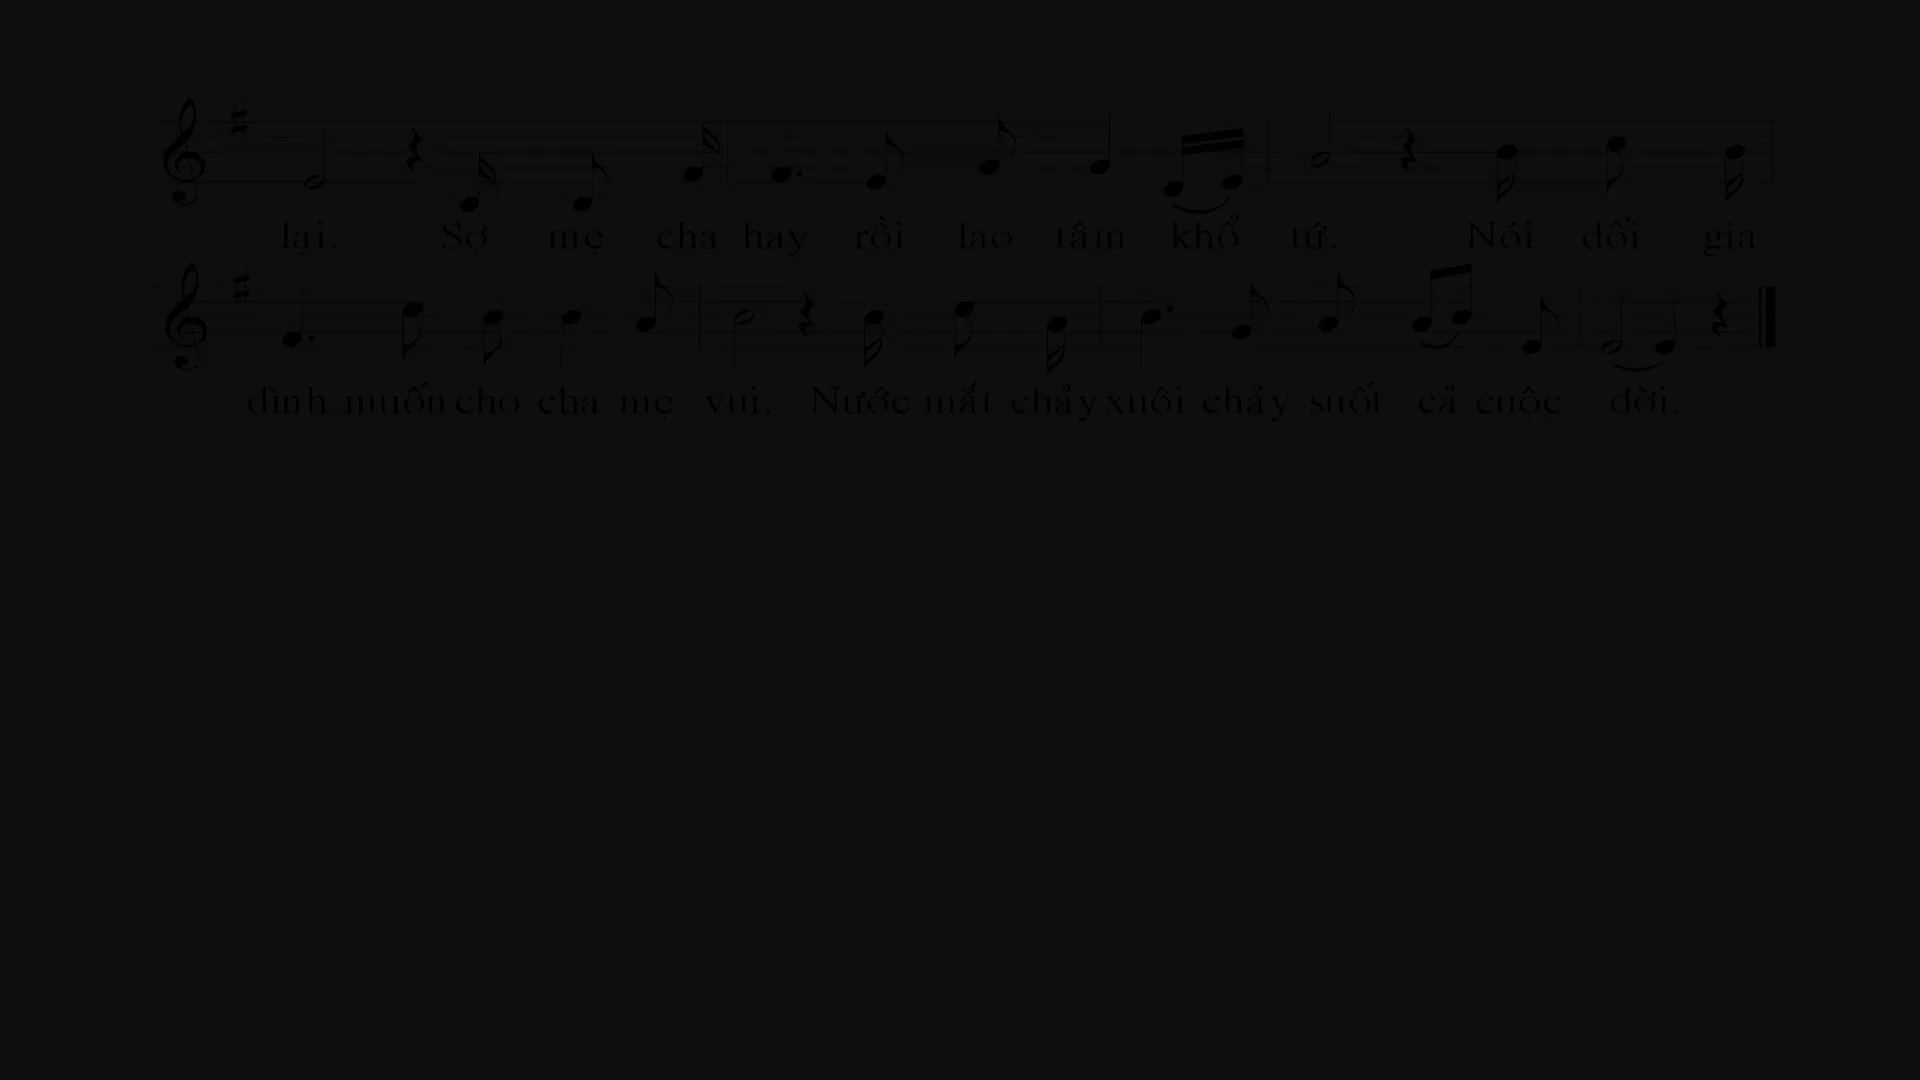 lại. Sợ mẹ cha hay rồi lao tâm khổ tứ. Nói dối gia
đình muốn cho cha mẹ vui. Nước mắt chảy xuôi chảy suốt cả cuộc đời.